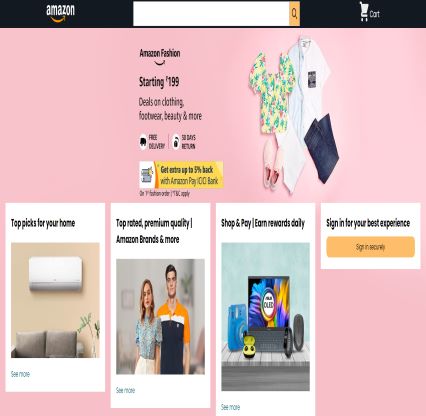 amazon
Cart
Amazon Fashion
Starting ₹199
Deals on clothing,
footwear, beauty & more
FREE
DELIVERY
30 DAYS
RETURN
Get extra up to 5% back
with Amazon Pay ICICI Bank
On 1st fashion order | *T&C apply
Top picks for your home
See more
Top rated, premium quality |
Amazon Brands & more
See more
Shop & Pay | Earn rewards daily
OLED
See more
Sign in for your best experience
Sign in securely